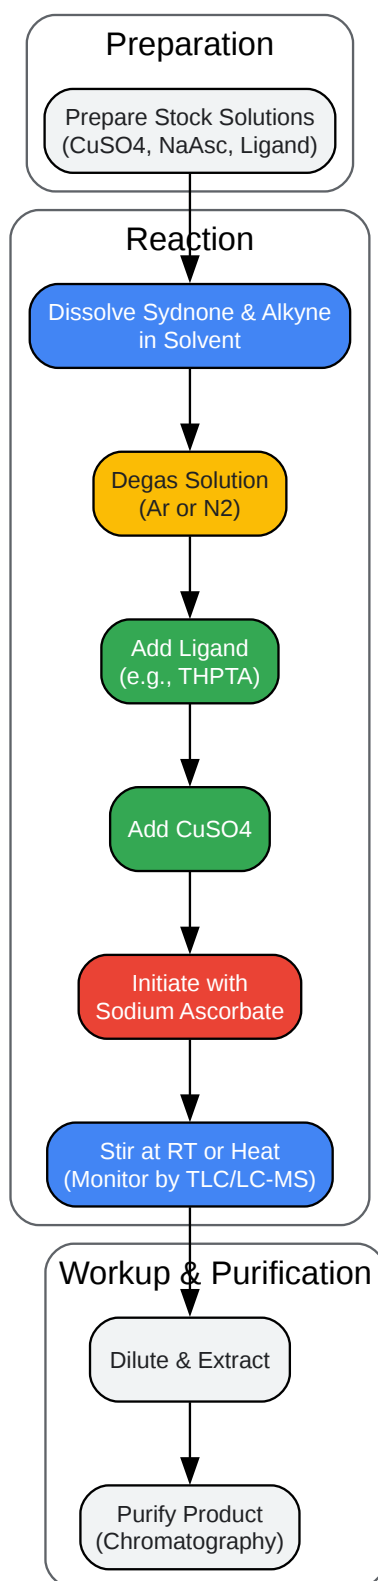 Preparation
Prepare Stock Solutions
(CuSO4, NaAsc, Ligand)
Reaction
Dissolve Sydnone & Alkyne
in Solvent
Degas Solution
(Ar or N2)
Add Ligand
(e.g., THPTA)
Add CuSO4
Initiate with
Sodium Ascorbate
Stir at RT or Heat
(Monitor by TLC/LC-MS)
Workup & Purification
Dilute & Extract
Purify Product
(Chromatography)